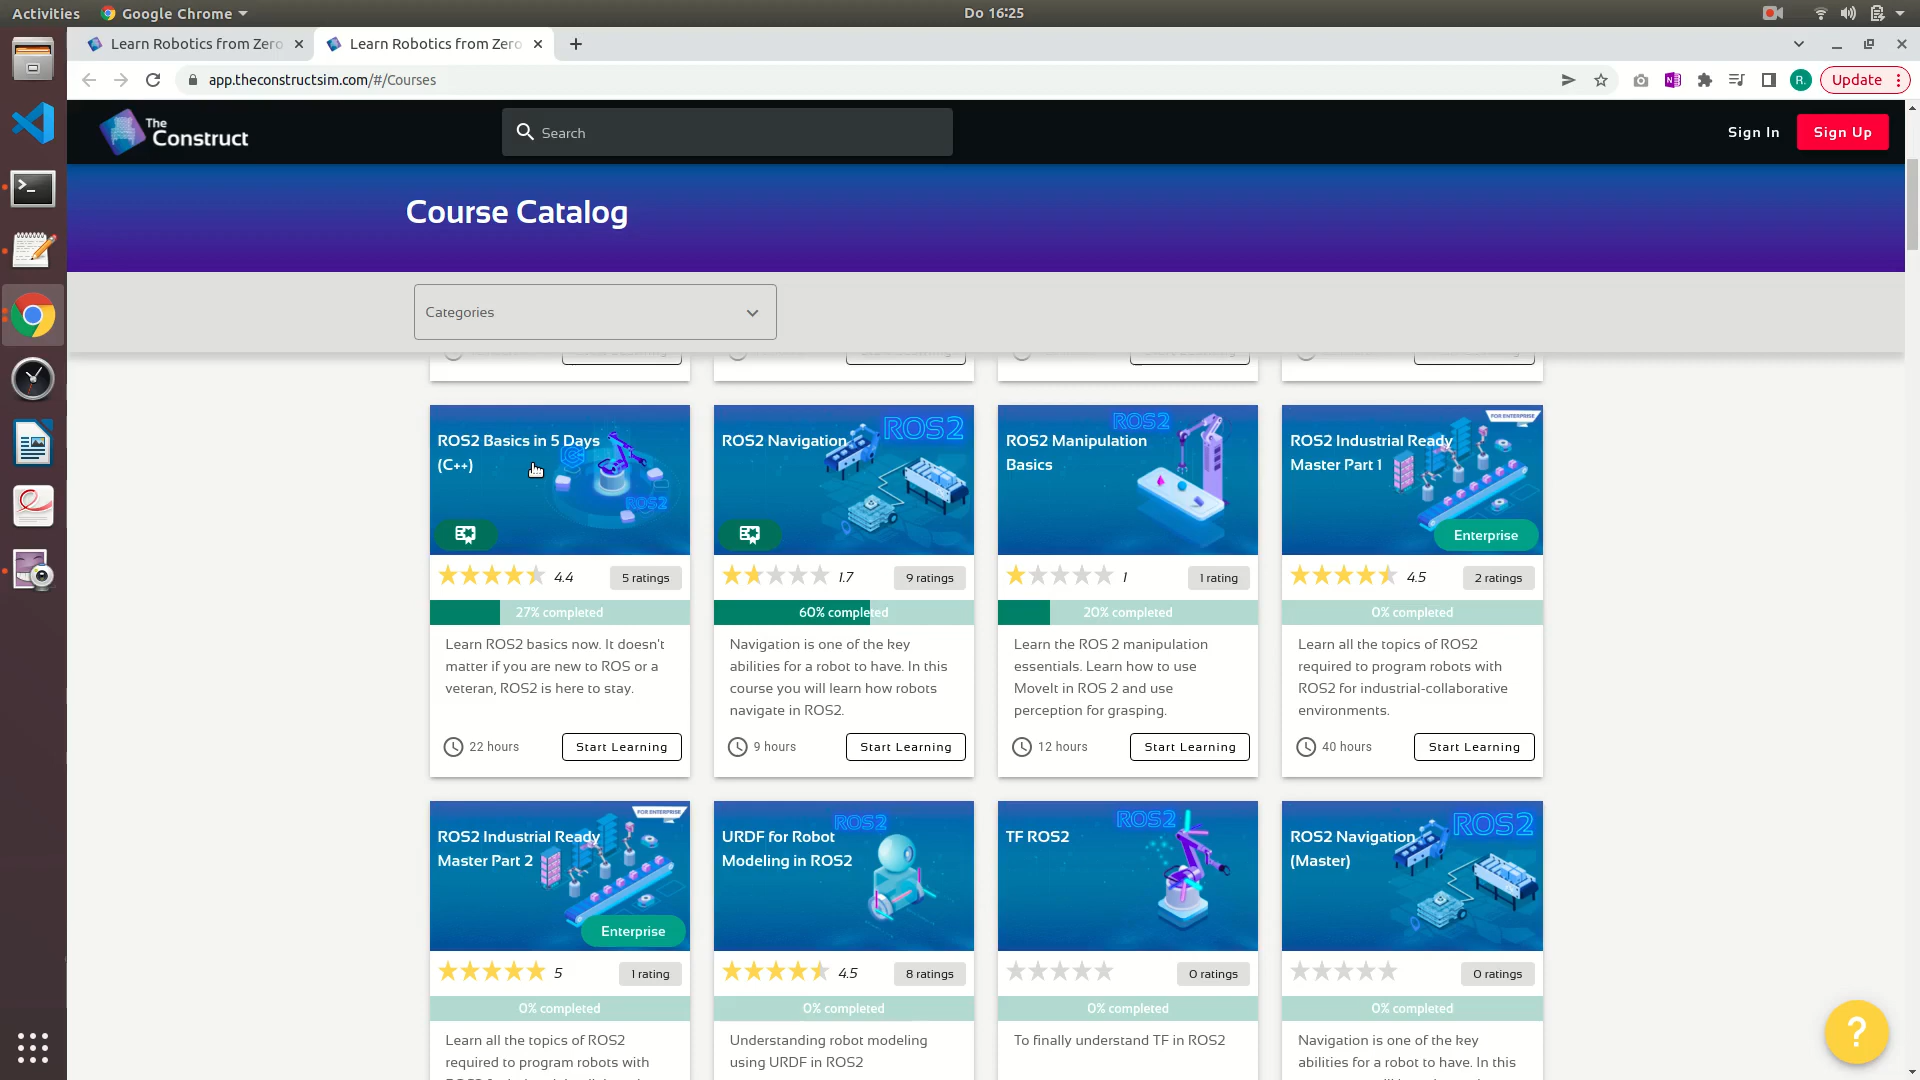 Activities
Google Chrome
Do 16:25
Learn Robotics from Zero
Learn Robotics from Zero
app.theconstructsim.com/#/Courses
R.
Update
The
Construct
Search
Sign In
Sign Up
Course Catalog
Categories
ROS2 Basics in 5 Days
(C++)
ROS2
4.4
5 ratings
27% completed
Learn ROS2 basics now. It doesn't
matter if you are new to ROS or a
veteran, ROS2 is here to stay.
22 hours
Start Learning
ROS2 Navigation
ROS2
1.7
9 ratings
60% completed
Navigation is one of the key
abilities for a robot to have. In this
course you will learn how robots
navigate in ROS2.
9 hours
Start Learning
ROS2 Manipulation
Basics
ROS2
1
1 rating
20% completed
Learn the ROS 2 manipulation
essentials. Learn how to use
MoveIt in ROS 2 and use
perception for grasping.
12 hours
Start Learning
ROS2 Industrial Ready
Master Part 1
FOR ENTERPRISE
Enterprise
4.5
2 ratings
0% completed
Learn all the topics of ROS2
required to program robots with
ROS2 for industrial-collaborative
environments.
40 hours
Start Learning
ROS2 Industrial Ready
Master Part 2
FOR ENTERPRISE
Enterprise
5
1 rating
0% completed
Learn all the topics of ROS2
required to program robots with
URDF for Robot
Modeling in ROS2
ROS2
4.5
8 ratings
0% completed
Understanding robot modeling
using URDF in ROS2
TF ROS2
ROS2
0 ratings
0% completed
To finally understand TF in ROS2
ROS2 Navigation
(Master)
ROS2
0 ratings
0% completed
Navigation is one of the key
abilities for a robot to have. In this
?